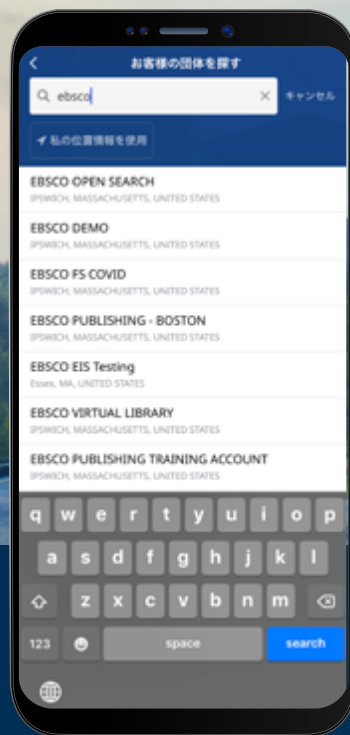 お客様の団体を探す
ebsco
キャンセル
私の位置情報を使用
EBSCO OPEN SEARCH
IPSWICH, MASSACHUSETTS, UNITED STATES
EBSCO DEMO
IPSWICH, MASSACHUSETTS, UNITED STATES
EBSCO FS COVID
IPSWICH, MASSACHUSETTS, UNITED STATES
EBSCO PUBLISHING - BOSTON
IPSWICH, MASSACHUSETTS, UNITED STATES
EBSCO EIS Testing
Essex, MA, UNITED STATES
EBSCO VIRTUAL LIBRARY
IPSWICH, MASSACHUSETTS, UNITED STATES
EBSCO PUBLISHING TRAINING ACCOUNT
IPSWICH, MASSACHUSETTS, UNITED STATES
q w e r t y u i o p
a s d f g h j k l
z x c v b n m
123 space search